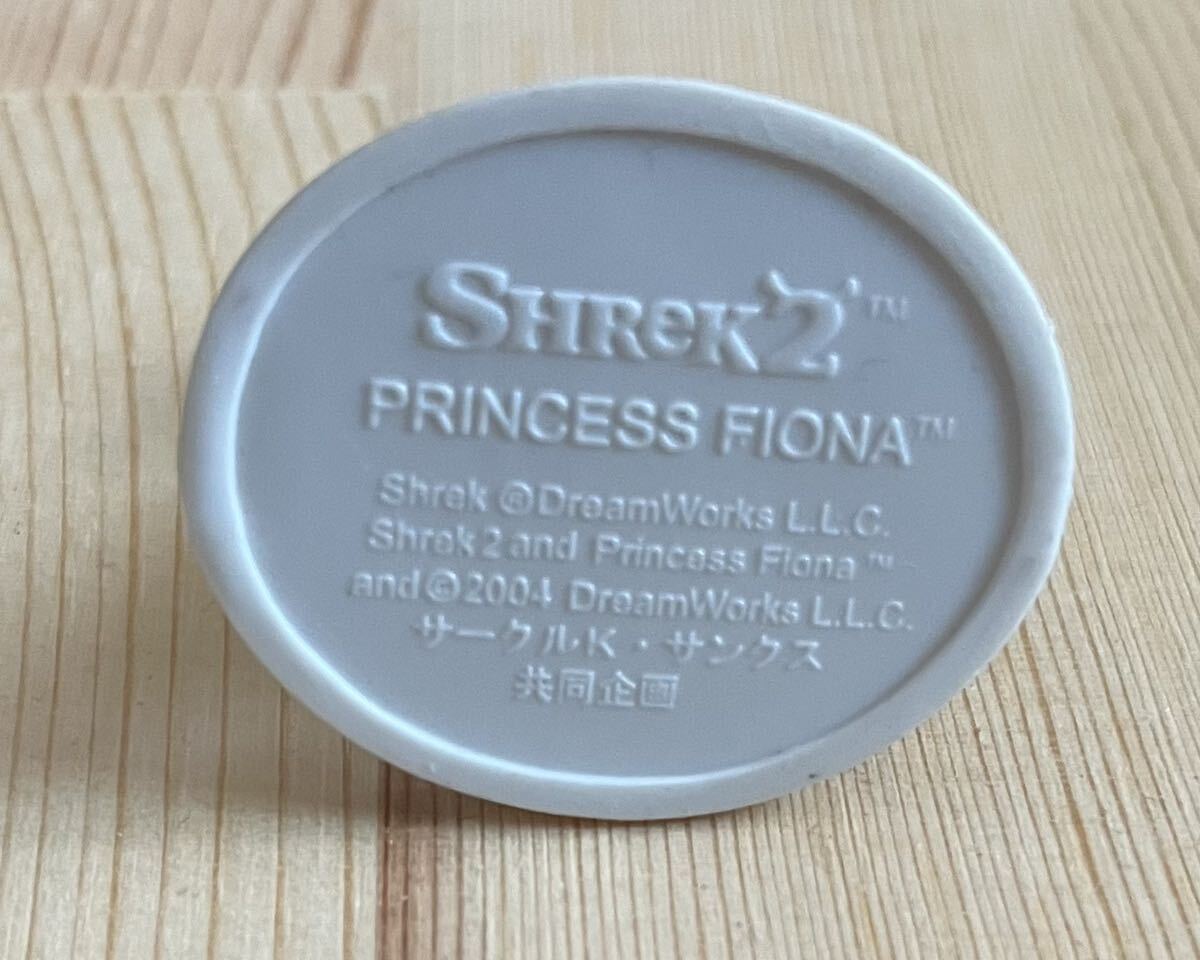 SHReK 2™
PRINCESS FIONA™
Shrek ®DreamWorks L.L.C.
Shrek 2 and Princess Fiona™
and ©2004 DreamWorks L.L.C.
サークルK・サンクス
共同企画